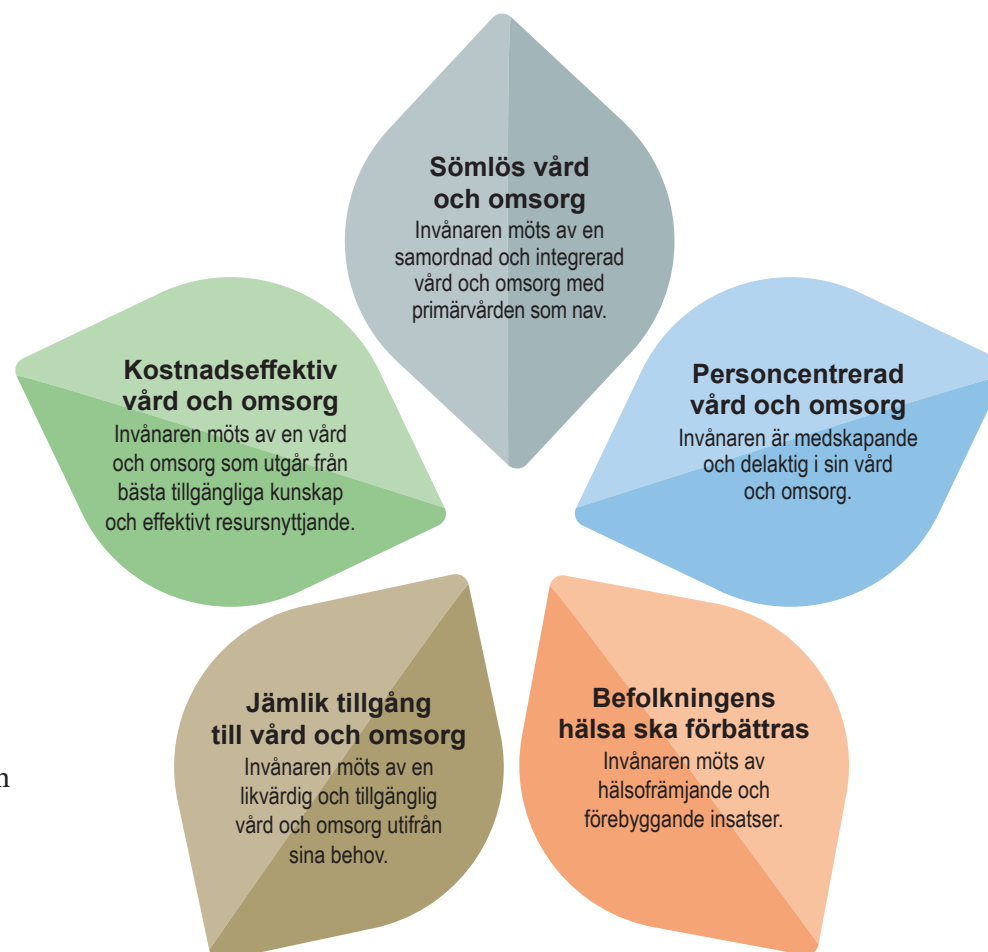 Sömlös vård
och omsorg
Invånaren möts av en
samordnad och integrerad
vård och omsorg med
primärvården som nav.
Personcentrerad
vård och omsorg
Invånaren är medskapande
och delaktig i sin vård
och omsorg.
Befolkningens
hälsa ska förbättras
Invånaren möts av
hälsofrämjande och
förebyggande insatser.
Jämlik tillgång
till vård och omsorg
Invånaren möts av en
likvärdig och tillgänglig
vård och omsorg utifrån
sina behov.
Kostnadseffektiv
vård och omsorg
Invånaren möts av en vård
och omsorg som utgår från
bästa tillgängliga kunskap
och effektivt resursnyttjande.